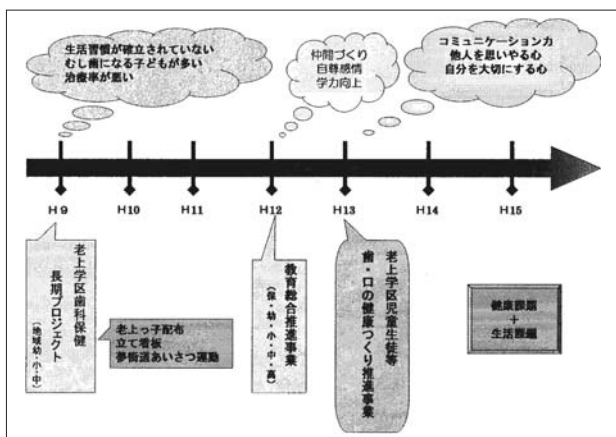 生活習慣が確立されていない
むし歯になる子どもが多い
治療率が悪い
仲間づくり
自尊感情
学力向上
コミュニケーション力
他人を思いやる心
自分を大切にする心
H9
H10
H11
H12
H13
H14
H15
老上学区歯科保健
長期プロジェクト
(地域幼・小・中)
老上っ子配布
立て看板
夢街道あいさつ運動
教育総合推進事業
(保・幼・小・中・高)
老上学区児童生徒等
歯・口の健康つくり推進事業
健康課題
+
生活課題